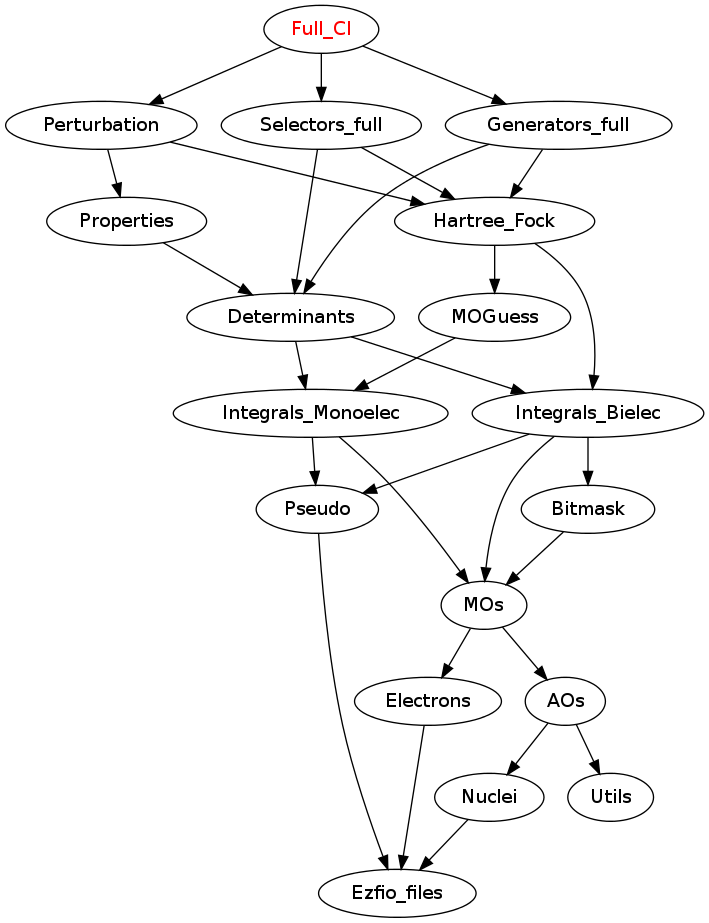 Full_CI
Perturbation
Selectors_full
Generators_full
Properties
Hartree_Fock
Determinants
MOGuess
Integrals_Monoelec
Integrals_Bielec
Pseudo
Bitmask
MOs
Electrons
AOs
Nuclei
Utils
Ezfio_files